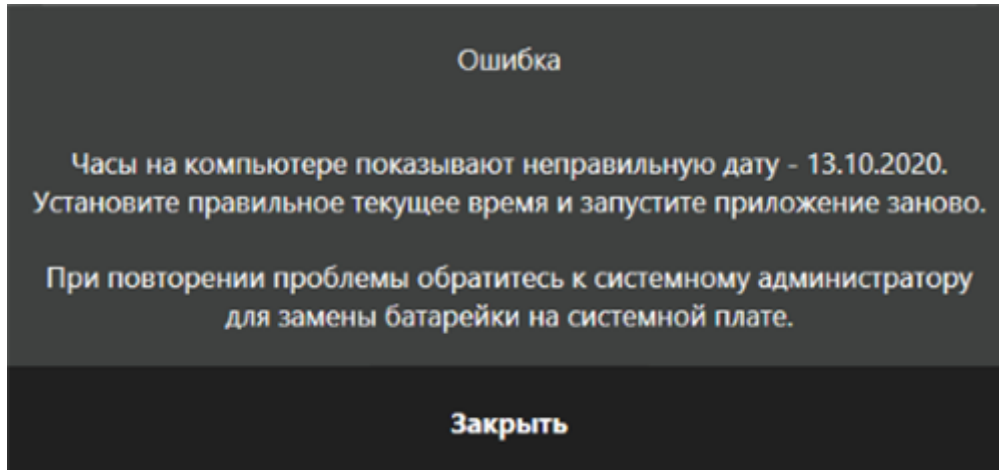 Ошибка
Часы на компьютере показывают неправильную дату - 13.10.2020.
Установите правильное текущее время и запустите приложение заново.
При повторении проблемы обратитесь к системному администратору
для замены батарейки на системной плате.
Закрыть